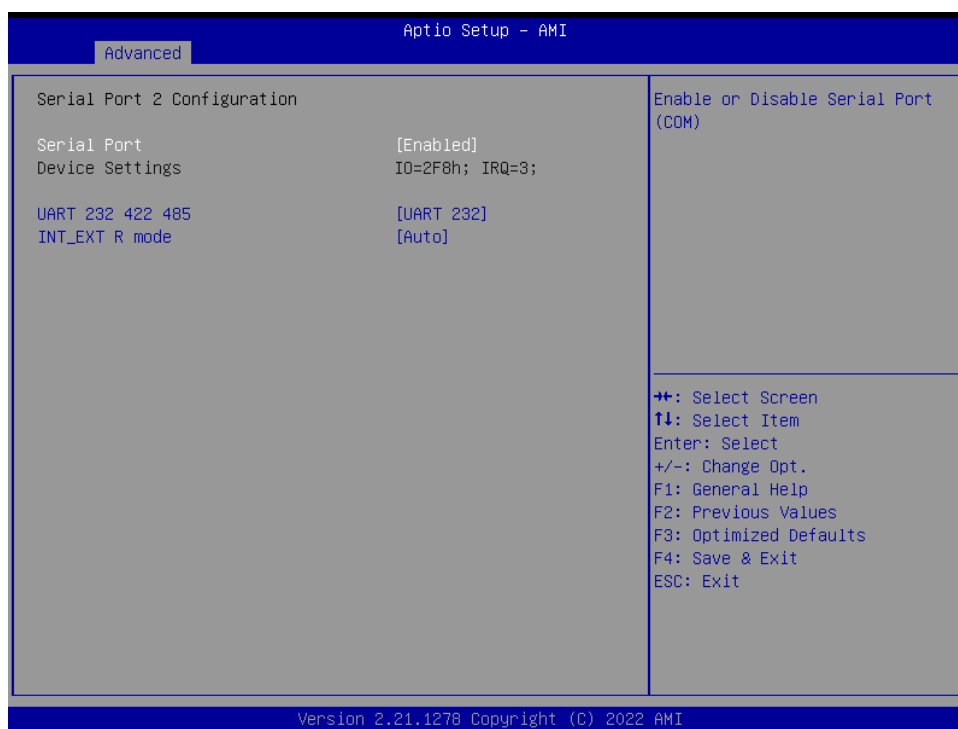 Aptio Setup – AMI
Advanced
Serial Port 2 Configuration
Serial Port [Enabled]
Device Settings IO=2F8h; IRQ=3;
UART 232 422 485 [UART 232]
INT_EXT R mode [Auto]
Enable or Disable Serial Port
(COM)
→←: Select Screen
↑↓: Select Item
Enter: Select
+/-: Change Opt.
F1: General Help
F2: Previous Values
F3: Optimized Defaults
F4: Save & Exit
ESC: Exit
Version 2.21.1278 Copyright (C) 2022 AMI